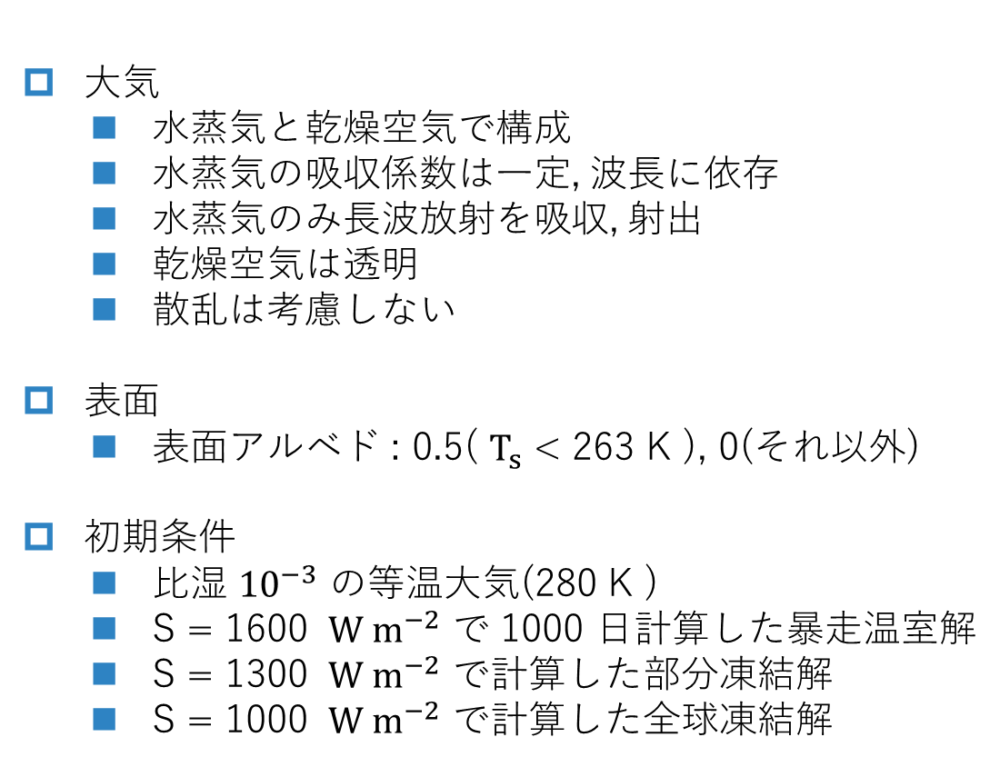 大気
水蒸気と乾燥空気で構成
水蒸気の吸収係数は一定, 波長に依存
水蒸気のみ長波放射を吸収, 射出
乾燥空気は透明
散乱は考慮しない
表面
表面アルベド : 0.5( Tₛ < 263 K ), 0(それ以外)
初期条件
比湿 10⁻³ の等温大気(280 K )
S = 1600 W m⁻² で 1000 日計算した暴走温室解
S = 1300 W m⁻² で計算した部分凍結解
S = 1000 W m⁻² で計算した全球凍結解